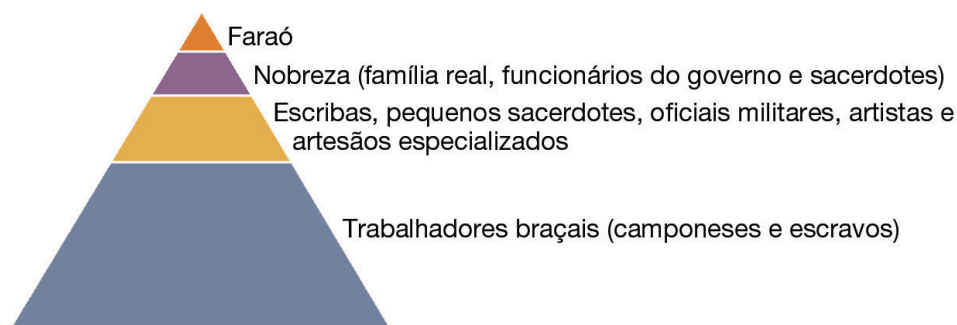 Faraó
Nobreza (família real, funcionários do governo e sacerdotes)
Escribas, pequenos sacerdotes, oficiais militares, artistas e
artesãos especializados
Trabalhadores braçais (camponeses e escravos)